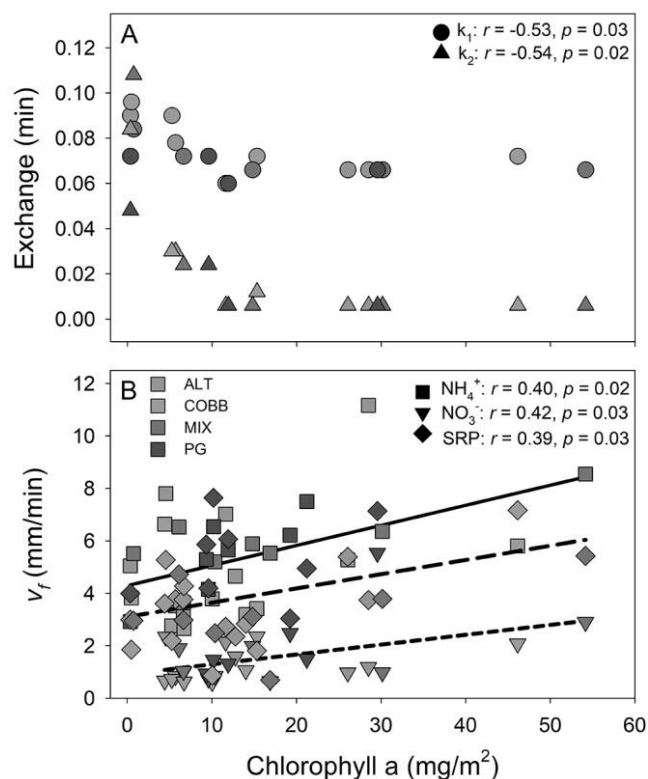 A
k₁: r = -0.53, p = 0.03
k₂: r = -0.54, p = 0.02
Exchange (min)
0.12
0.10
0.08
0.06
0.04
0.02
0.00
B
ALT
COBB
MIX
PG
NH₄⁺: r = 0.40, p = 0.02
NO₃⁻: r = 0.42, p = 0.03
SRP: r = 0.39, p = 0.03
v_f (mm/min)
12
10
8
6
4
2
0
0 10 20 30 40 50 60
Chlorophyll a (mg/m²)